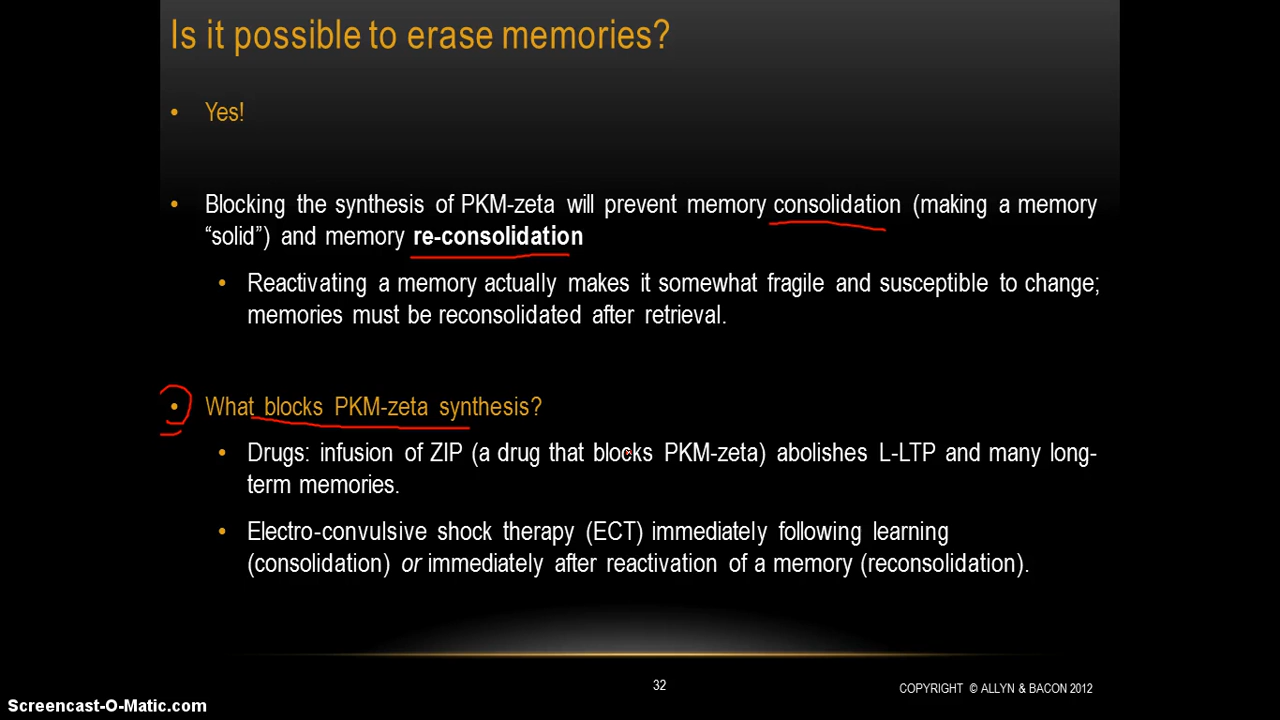 Is it possible to erase memories?
• Yes!
• Blocking the synthesis of PKM-zeta will prevent memory consolidation (making a memory
“solid”) and memory re-consolidation
• Reactivating a memory actually makes it somewhat fragile and susceptible to change;
memories must be reconsolidated after retrieval.
• What blocks PKM-zeta synthesis?
• Drugs: infusion of ZIP (a drug that blocks PKM-zeta) abolishes L-LTP and many long-
term memories.
• Electro-convulsive shock therapy (ECT) immediately following learning
(consolidation) or immediately after reactivation of a memory (reconsolidation).
32
COPYRIGHT © ALLYN & BACON 2012
Screencast-O-Matic.com